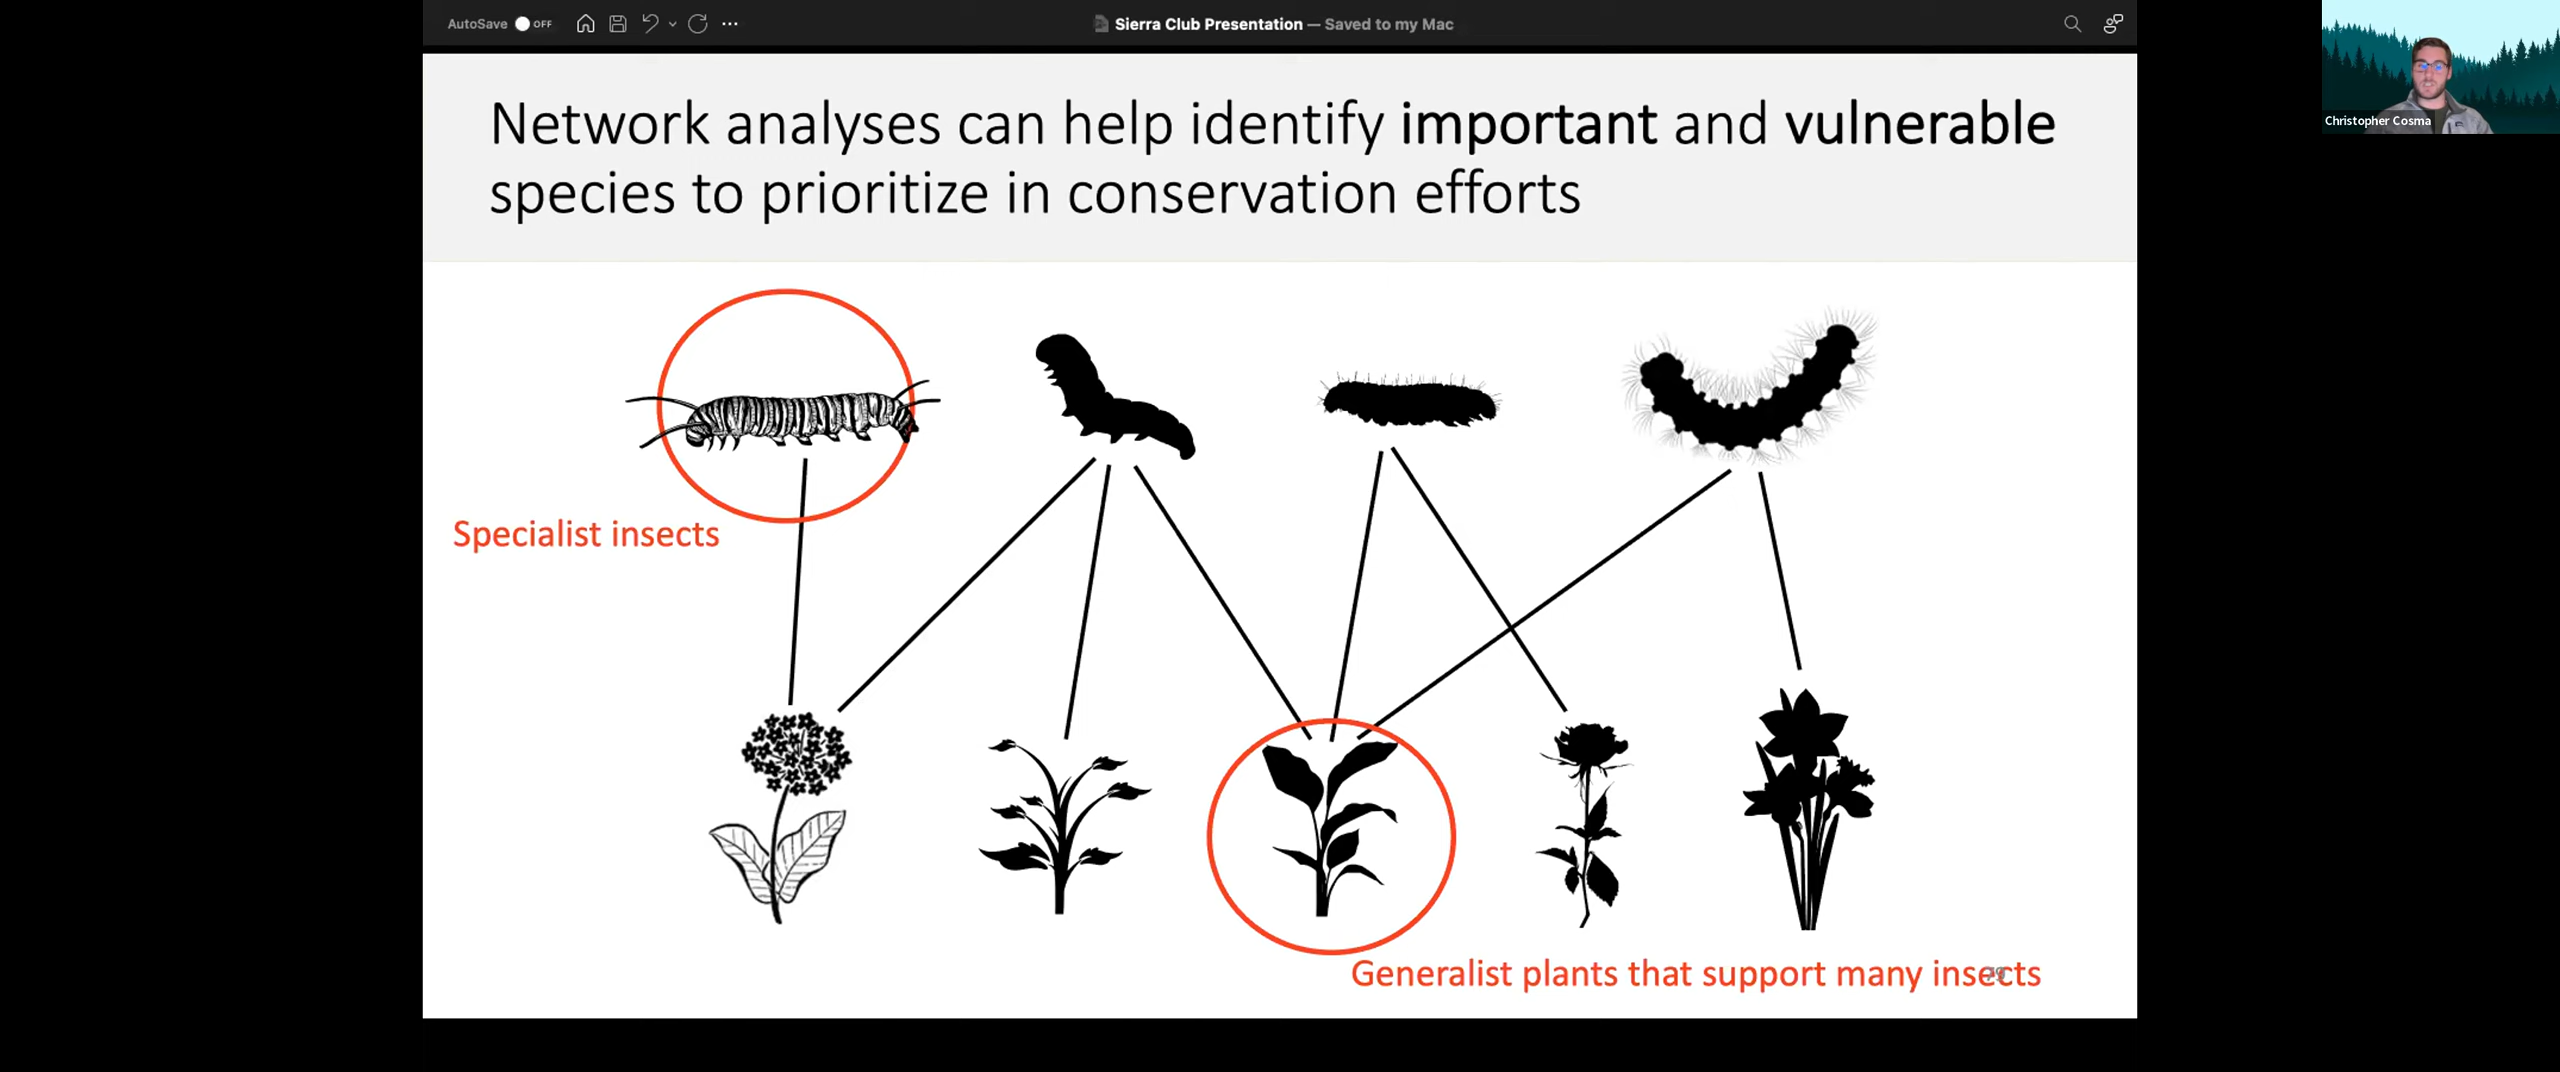 AutoSave OFF
Sierra Club Presentation — Saved to my Mac
Christopher Cosma
Network analyses can help identify important and vulnerable
species to prioritize in conservation efforts
Specialist insects
Generalist plants that support many insects
79